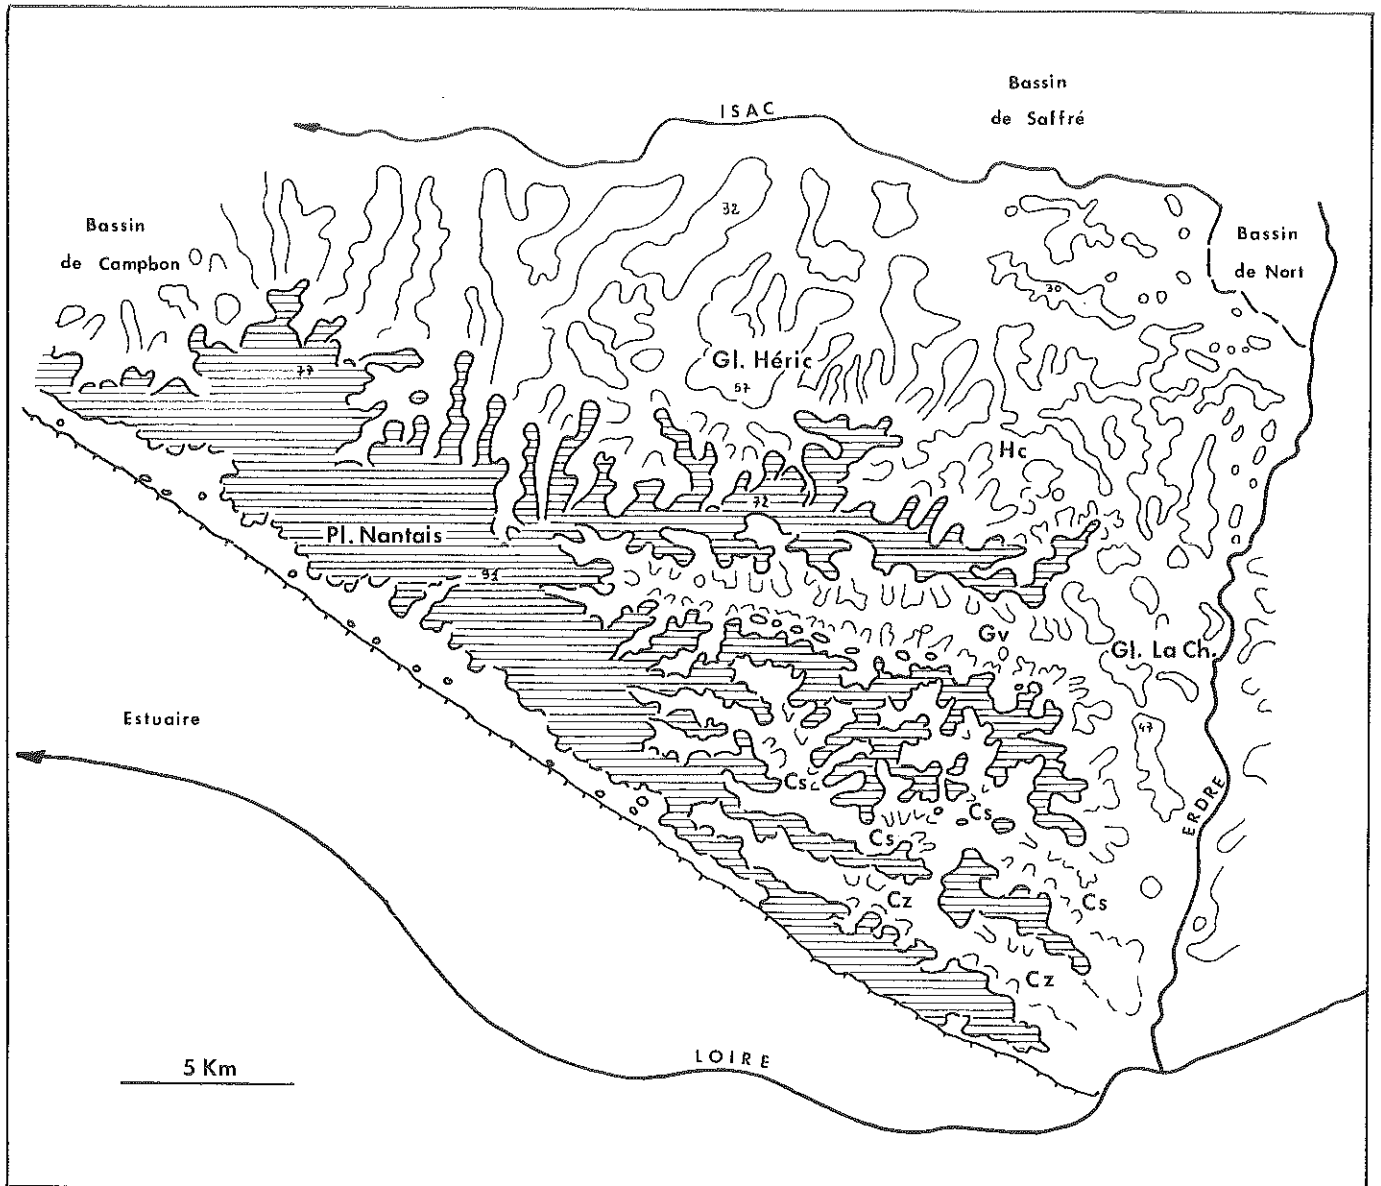 Bassin
de Saffré
ISAC
Bassin
de Campbon
Bassin
de Nort
32
30
77
Gl. Héric
57
Hc
72
Pl. Nantais
91
Gv
Gl. La Ch.
Estuaire
47
Cs
Cs
Cs
ERDRE
Cz
Cs
Cz
LOIRE
5 Km